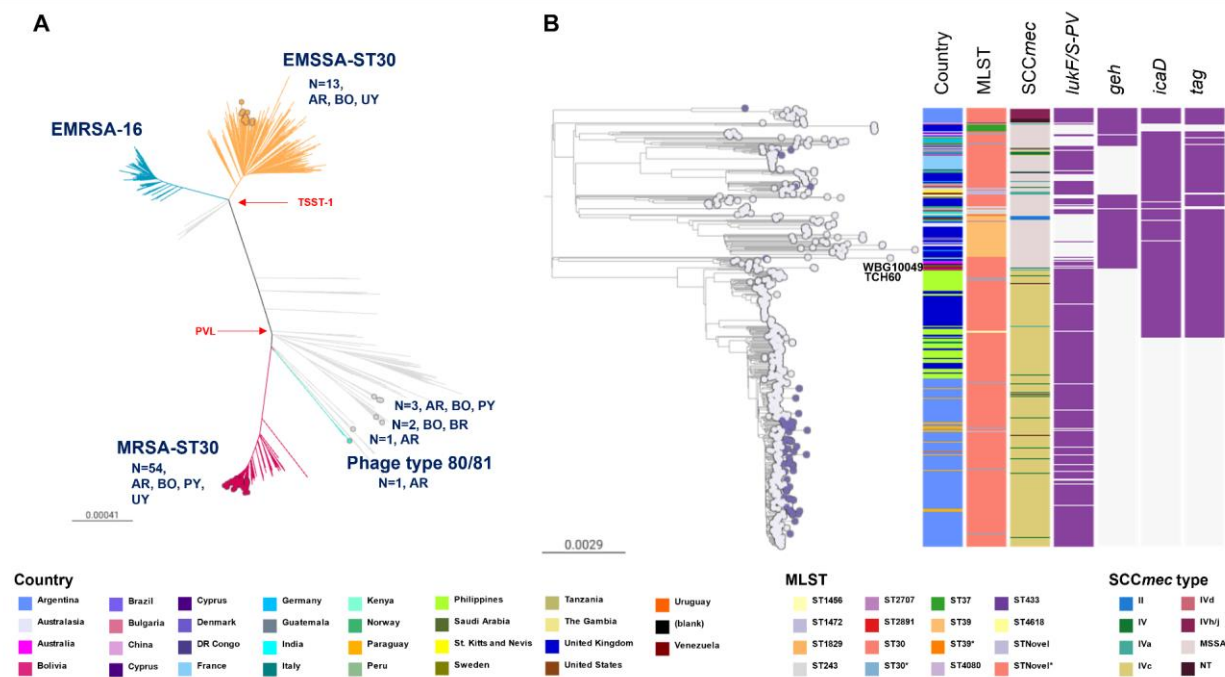 A
EMSSA-ST30
N=13,
AR, BO, UY
EMRSA-16
TSST-1
PVL
N=3, AR, BO, PY
N=2, BO, BR
N=1, AR
Phage type 80/81
N=1, AR
MRSA-ST30
N=54,
AR, BO, PY,
UY
0.00041
B
Country
MLST
SCCmec
lukF/S-PV
geh
icaD
tag
WBG10049
TCH60
0.0029
Country
Argentina
Australasia
Australia
Bolivia
Brazil
Bulgaria
China
Cyprus
Cyprus
Denmark
DR Congo
France
Germany
Guatemala
India
Italy
Kenya
Norway
Paraguay
Peru
Philippines
Saudi Arabia
St. Kitts and Nevis
Sweden
Tanzania
The Gambia
United Kingdom
United States
Uruguay
(blank)
Venezuela
MLST
ST1456
ST1472
ST1829
ST243
ST2707
ST2891
ST30
ST30*
ST37
ST39
ST39*
ST4080
ST433
ST4618
STNovel
STNovel*
SCCmec type
II
IV
IVa
IVc
IVd
IVh/j
MSSA
NT